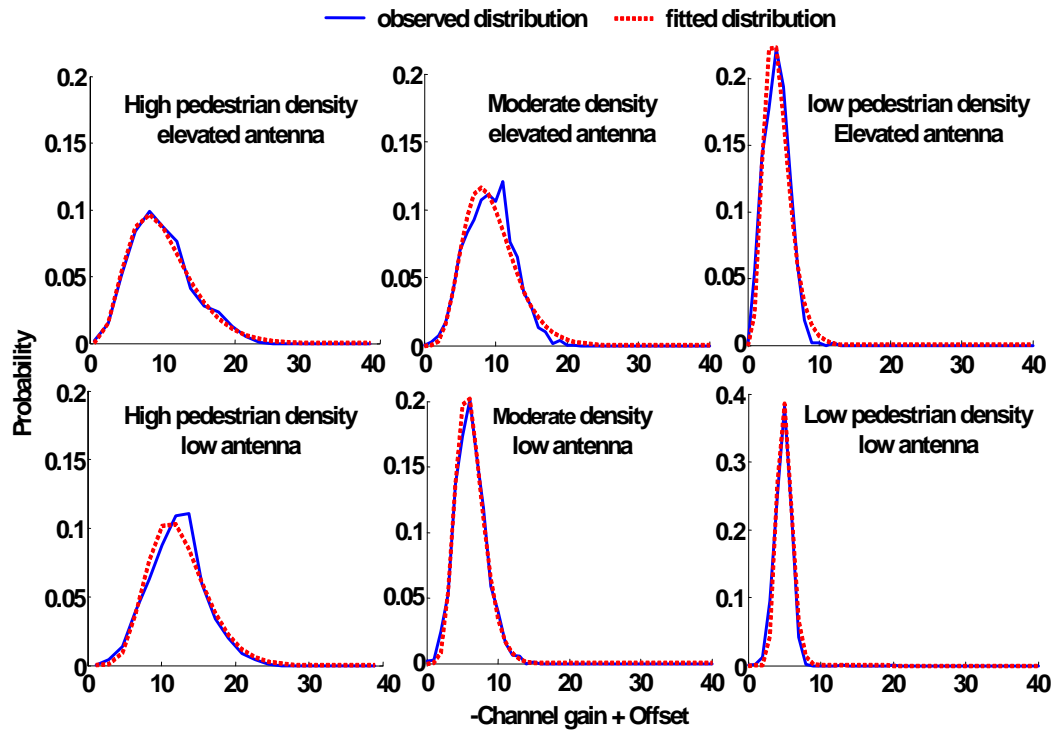 observed distribution fitted distribution
High pedestrian density
elevated antenna
0.2
0.15
0.1
0.05
0
0 10 20 30 40
Moderate density
elevated antenna
0.2
0.15
0.1
0.05
0
0 10 20 30 40
low pedestrian density
Elevated antenna
0.2
0.15
0.1
0.05
0
0 10 20 30 40
Probability
High pedestrian density
low antenna
0.2
0.15
0.1
0.05
0
0 10 20 30 40
Moderate density
low antenna
0.2
0.15
0.1
0.05
0
0 10 20 30 40
Low pedestrian density
low antenna
0.4
0.3
0.2
0.1
0
0 10 20 30 40
-Channel gain + Offset